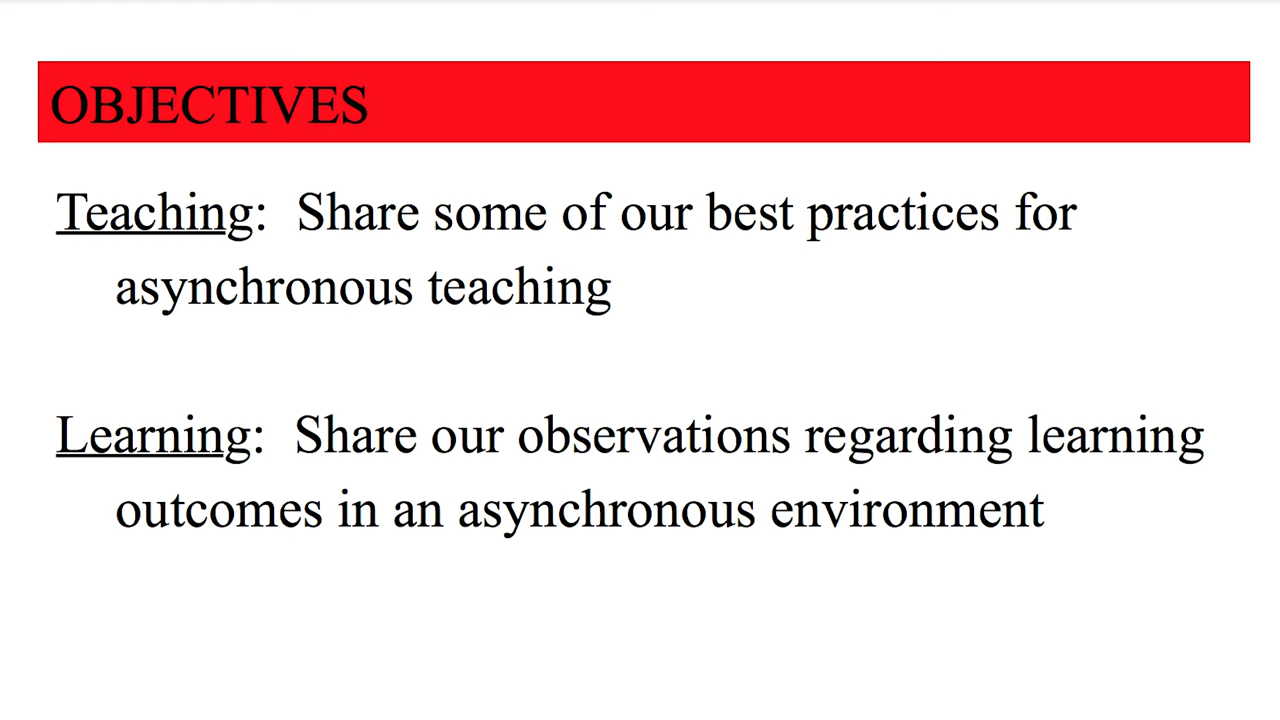 OBJECTIVES
Teaching: Share some of our best practices for
asynchronous teaching
Learning: Share our observations regarding learning
outcomes in an asynchronous environment